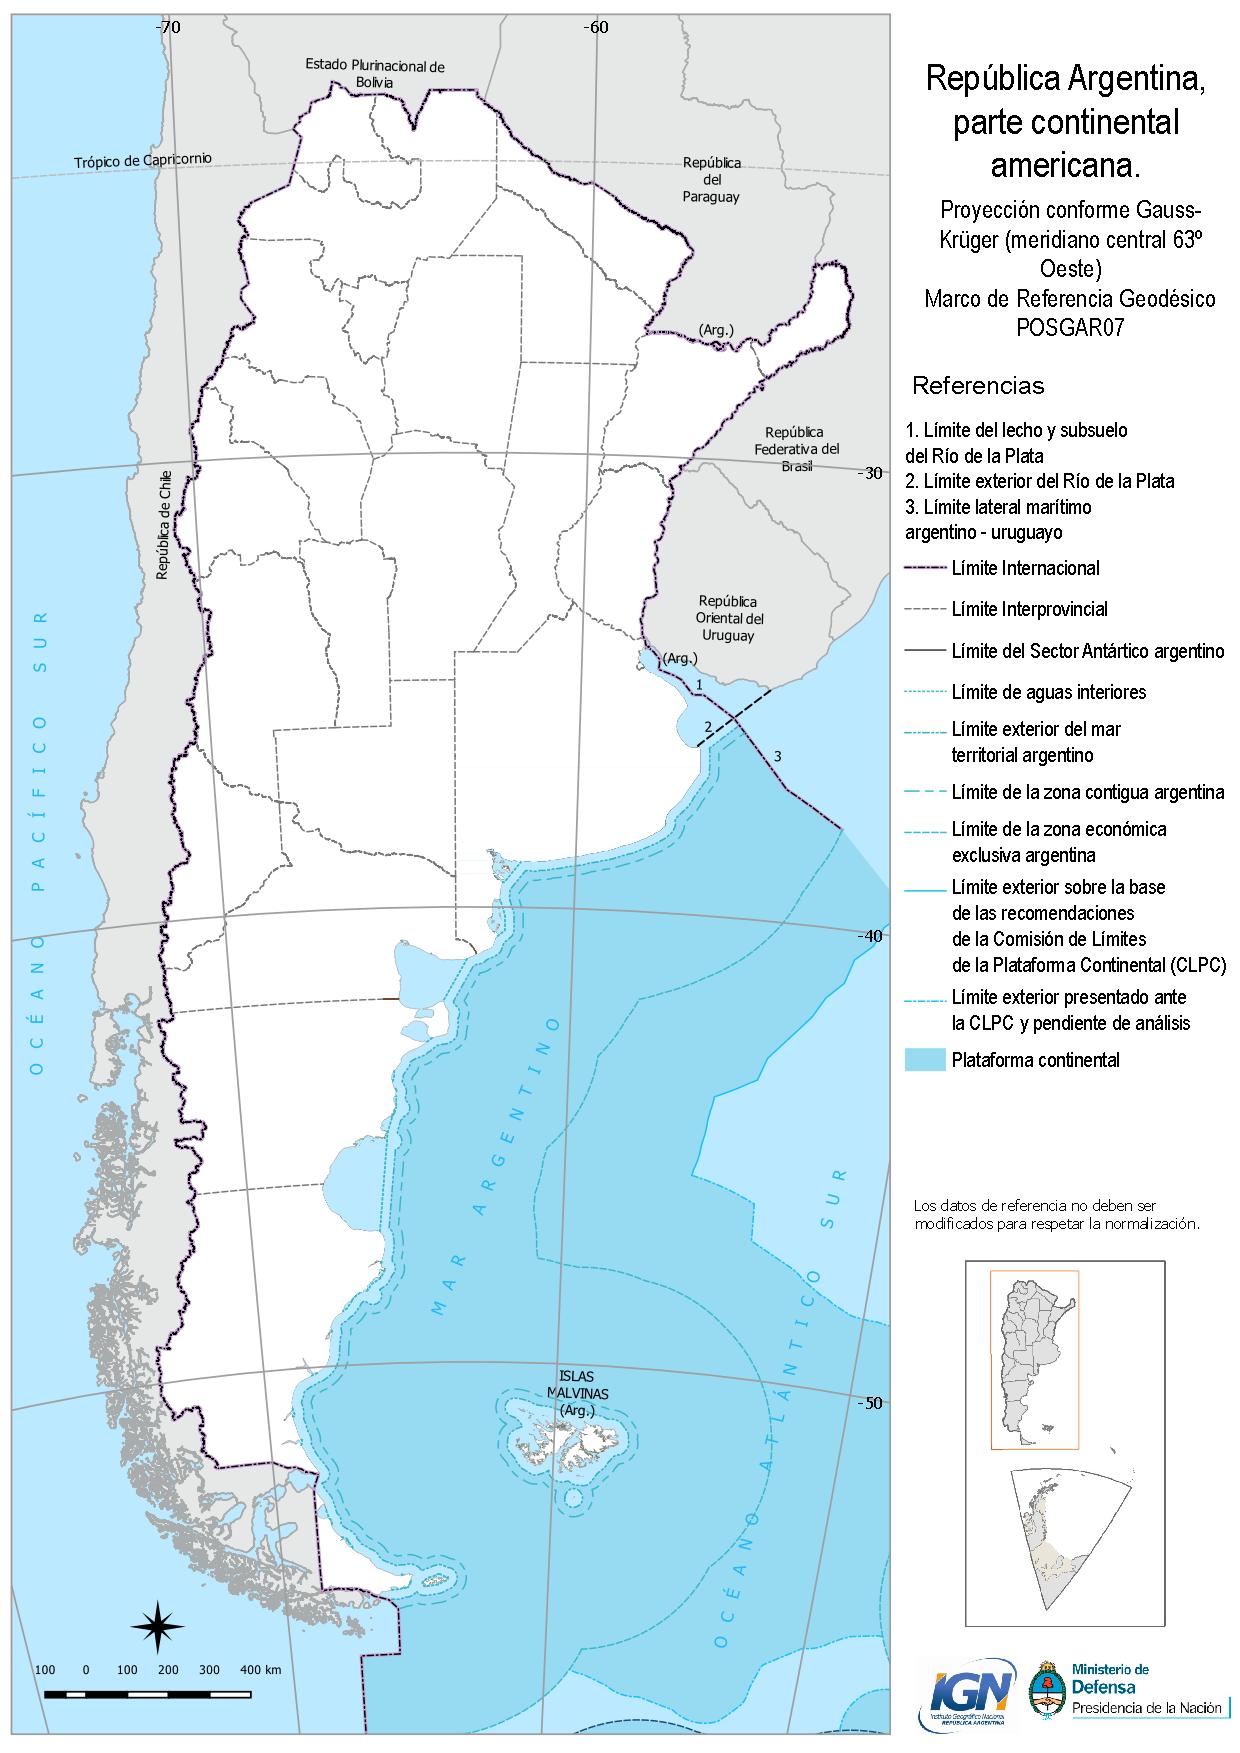 -70
-60
Estado Plurinacional de
Bolivia
Trópico de Capricornio
República
del
Paraguay
(Arg.)
República
Federativa del
Brasil
-30
República de Chile
República
Oriental del
Uruguay
(Arg.)
1
2
3
OCÉANO PACÍFICO SUR
-40
MAR ARGENTINO
OCÉANO ATLÁNTICO SUR
ISLAS
MALVINAS
(Arg.)
-50
100 0 100 200 300 400 km
República Argentina,
parte continental
americana.
Proyección conforme Gauss-
Krüger (meridiano central 63º
Oeste)
Marco de Referencia Geodésico
POSGAR07
Referencias
1. Límite del lecho y subsuelo
del Río de la Plata
2. Límite exterior del Río de la Plata
3. Límite lateral marítimo
argentino - uruguayo
Límite Internacional
Límite Interprovincial
Límite del Sector Antártico argentino
Límite de aguas interiores
Límite exterior del mar
territorial argentino
Límite de la zona contigua argentina
Límite de la zona económica
exclusiva argentina
Límite exterior sobre la base
de las recomendaciones
de la Comisión de Límites
de la Plataforma Continental (CLPC)
Límite exterior presentado ante
la CLPC y pendiente de análisis
Plataforma continental
Los datos de referencia no deben ser
modificados para respetar la normalización.
IGN
Instituto Geográfico Nacional
REPÚBLICA ARGENTINA
Ministerio de
Defensa
Presidencia de la Nación